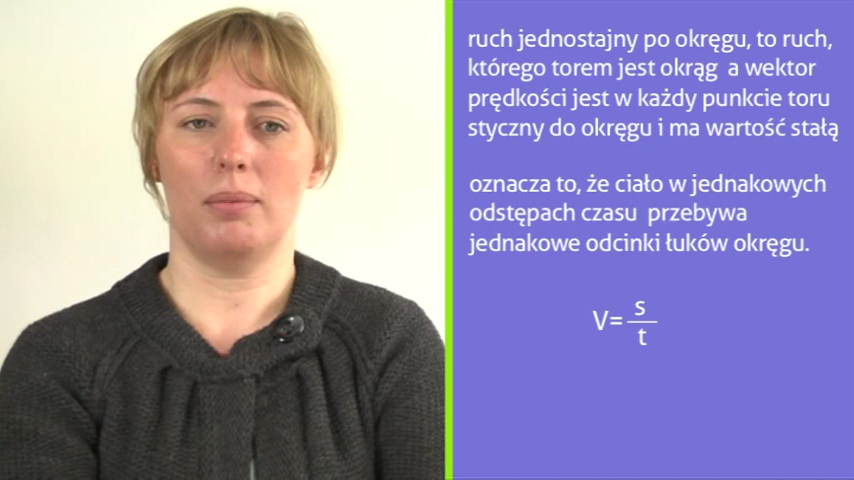 ruch jednostajny po okręgu, to ruch,
którego torem jest okrąg a wektor
prędkości jest w każdy punkcie toru
styczny do okręgu i ma wartość stałą
oznacza to, że ciało w jednakowych
odstępach czasu przebywa
jednakowe odcinki łuków okręgu.
V= s
t